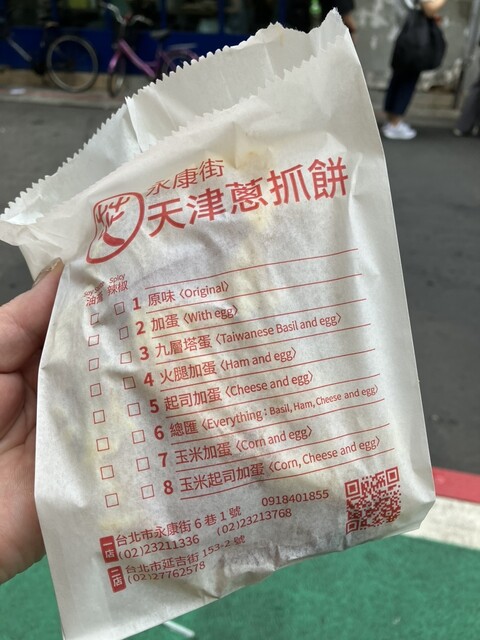 永康街
天津蔥抓餅
Spicy
油膏 辣椒
1 原味〈Original〉
2 加蛋〈With egg〉
3 九層塔蛋〈Taiwanese Basil and egg〉
4 火腿加蛋〈Ham and egg〉
5 起司加蛋〈Cheese and egg〉
6 總匯〈Everything：Basil, Ham, Cheese and egg〉
7 玉米加蛋〈Corn and egg〉
8 玉米起司加蛋〈Corn, Cheese and egg〉
一店 台北市永康街 6 巷 1 號 0918401855
(02)23211336 (02)23213768
二店 台北市延吉街 153-2 號
(02)27762578